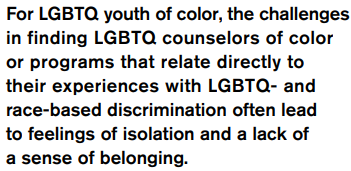 For LGBTQ youth of color, the challenges
in finding LGBTQ counselors of color
or programs that relate directly to
their experiences with LGBTQ- and
race-based discrimination often lead
to feelings of isolation and a lack of
a sense of belonging.